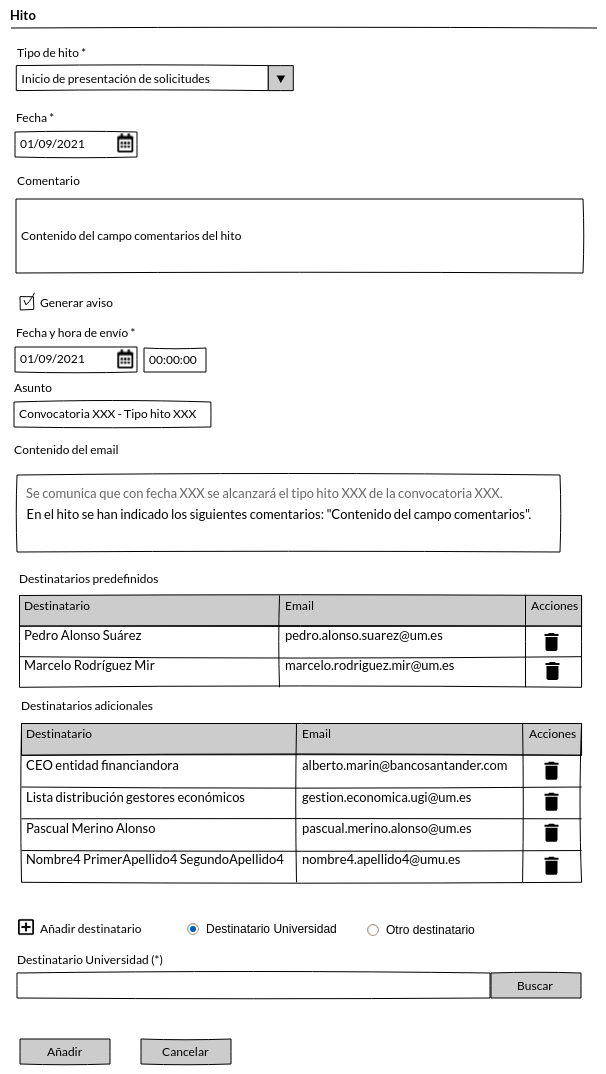 Hito
Tipo de hito *
Inicio de presentación de solicitudes
Fecha *
01/09/2021
Comentario
Contenido del campo comentarios del hito
Generar aviso
Fecha y hora de envío *
01/09/2021 00:00:00
Asunto
Convocatoria XXX - Tipo hito XXX
Contenido del email
Se comunica que con fecha XXX se alcanzará el tipo hito XXX de la convocatoria XXX.
En el hito se han indicado los siguientes comentarios: "Contenido del campo comentarios".
Destinatarios predefinidos
Destinatario Email Acciones
Pedro Alonso Suárez pedro.alonso.suarez@um.es
Marcelo Rodríguez Mir marcelo.rodriguez.mir@um.es
Destinatarios adicionales
Destinatario Email Acciones
CEO entidad financiandora alberto.marin@bancosantander.com
Lista distribución gestores económicos gestion.economica.ugi@um.es
Pascual Merino Alonso pascual.merino.alonso@um.es
Nombre4 PrimerApellido4 SegundoApellido4 nombre4.apellido4@umu.es
Añadir destinatario Destinatario Universidad Otro destinatario
Destinatario Universidad (*)
Buscar
Añadir Cancelar